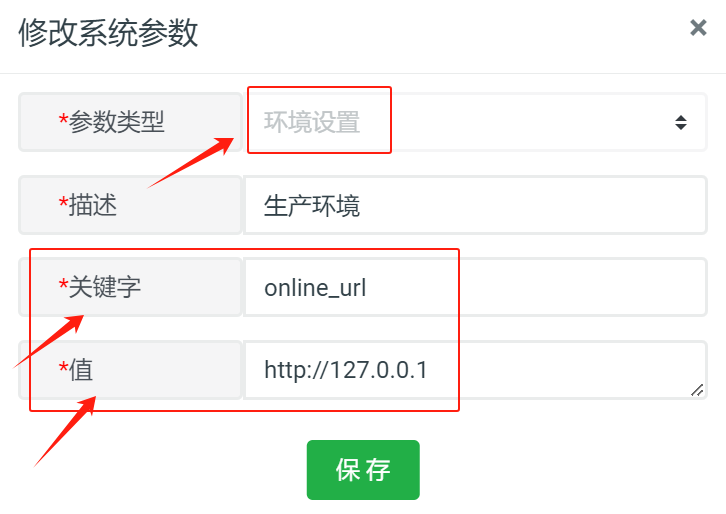 修改系统参数 ×
*参数类型 环境设置
*描述 生产环境
*关键字 online_url
*值 http://127.0.0.1
保存